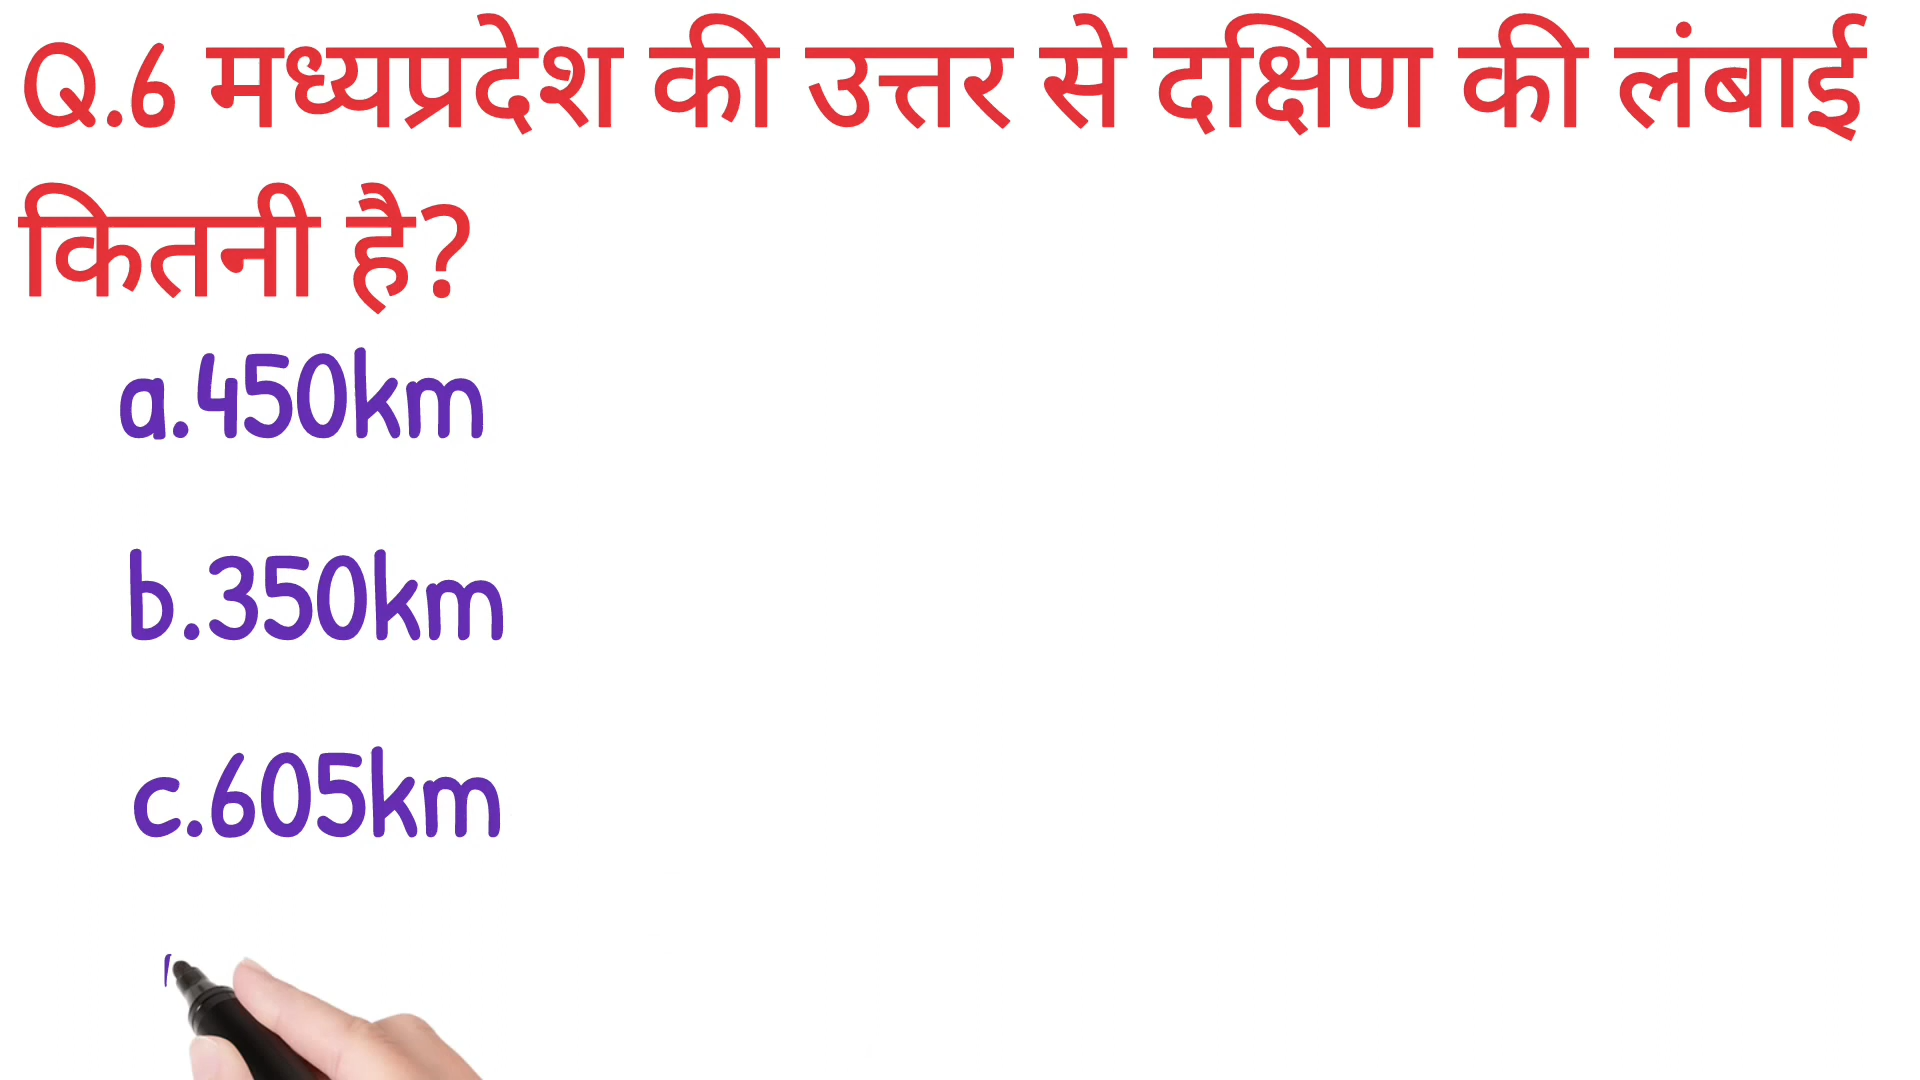 Q.6 मध्यप्रदेश की उत्तर से दक्षिण की लंबाई
कितनी है?
a.450km
b.350km
c.605km